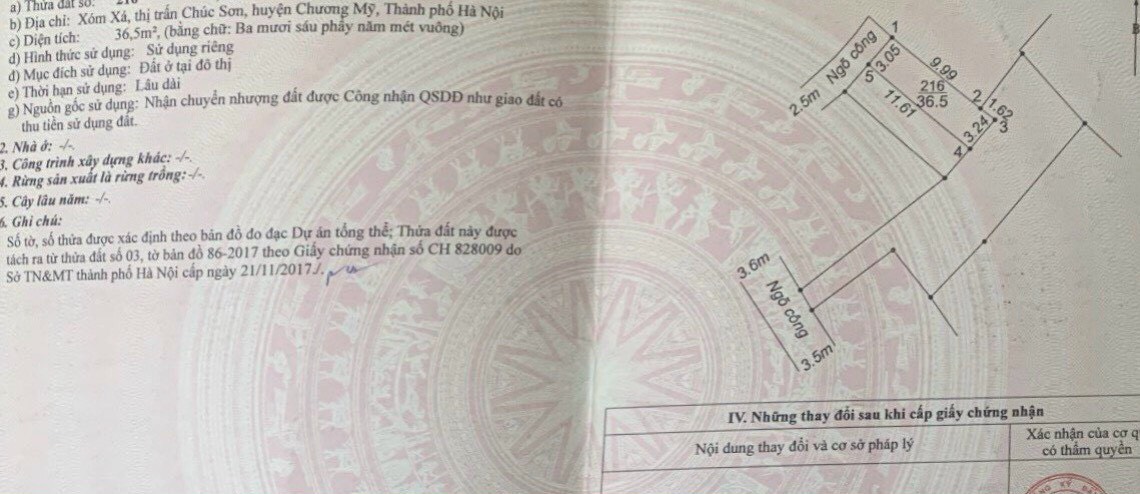 a) Thửa đất số: 216
b) Địa chỉ: Xóm Xá, thị trấn Chúc Sơn, huyện Chương Mỹ, Thành phố Hà Nội
c) Diện tích: 36,5m², (bằng chữ: Ba mươi sáu phẩy năm mét vuông)
d) Hình thức sử dụng: Sử dụng riêng
đ) Mục đích sử dụng: Đất ở tại đô thị
e) Thời hạn sử dụng: Lâu dài
g) Nguồn gốc sử dụng: Nhận chuyển nhượng đất được Công nhận QSDĐ như giao đất có
thu tiền sử dụng đất.
2. Nhà ở: -/-.
3. Công trình xây dựng khác: -/-.
4. Rừng sản xuất là rừng trồng: -/-.
5. Cây lâu năm: -/-.
6. Ghi chú:
Số tờ, số thửa được xác định theo bản đồ đo đạc Dự án tổng thể; Thửa đất này được
tách ra từ thửa đất số 03, tờ bản đồ 86-2017 theo Giấy chứng nhận số CH 828009 do
Sở TN&MT thành phố Hà Nội cấp ngày 21/11/2017./.
1
Ngõ công
2.5m
5
3.05
9.99
216
36.5
11.61
2
1.62
3
3.24
4
3.6m
Ngõ công
3.5m
IV. Những thay đổi sau khi cấp giấy chứng nhận
Nội dung thay đổi và cơ sở pháp lý
Xác nhận của cơ q
có thẩm quyền